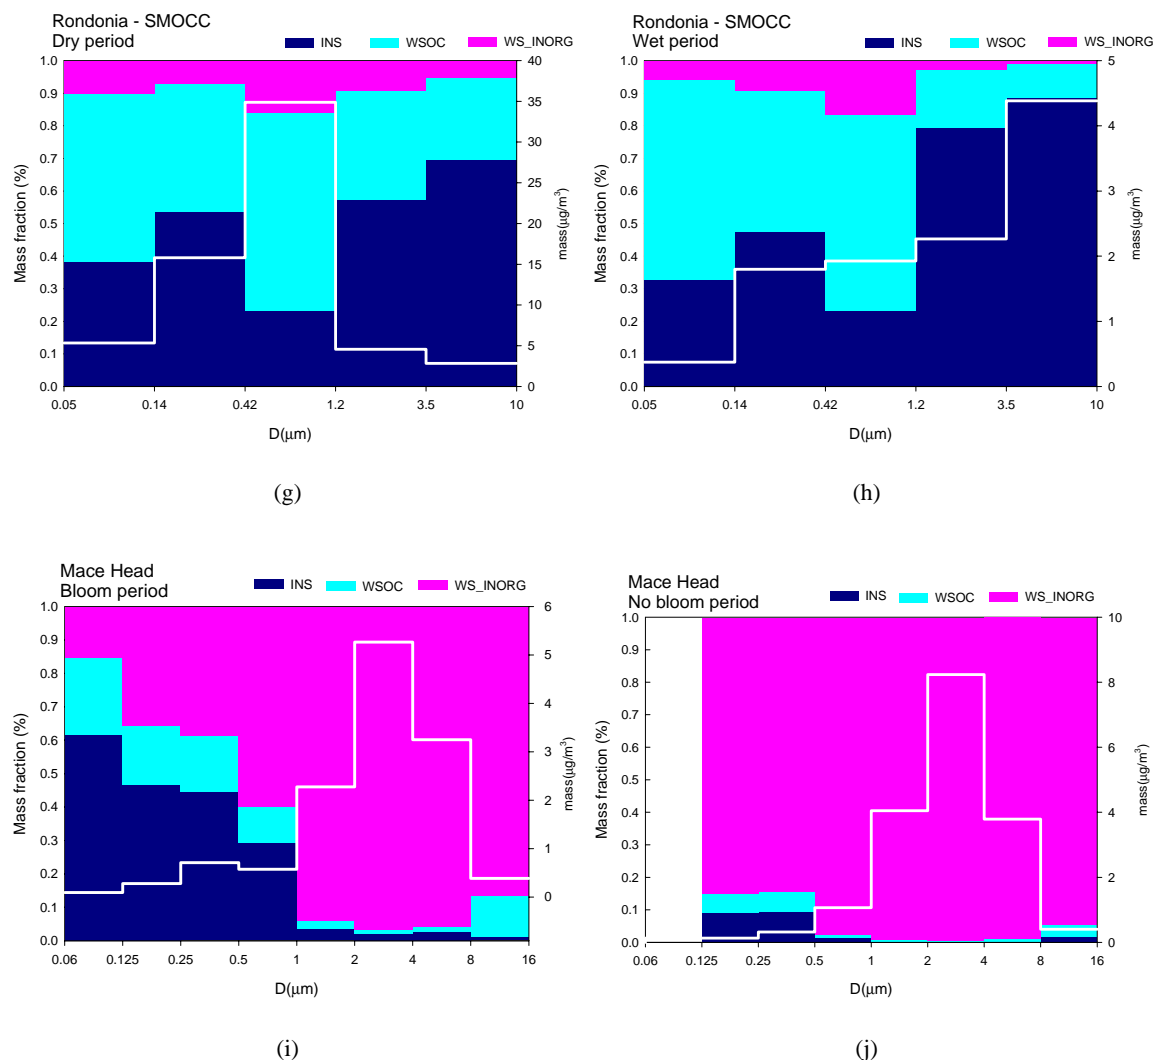 Rondonia - SMOCC
Dry period
INS WSOC WS_INORG
1.0
0.9
0.8
0.7
0.6
0.5
0.4
0.3
0.2
0.1
0.0
Mass fraction (%)
40
35
30
25
20
15
10
5
0
mass(μg/m³)
0.05 0.14 0.42 1.2 3.5 10
D(μm)
(g)
Rondonia - SMOCC
Wet period
INS WSOC WS_INORG
1.0
0.9
0.8
0.7
0.6
0.5
0.4
0.3
0.2
0.1
0.0
Mass fraction (%)
5
4
3
2
1
0
mass(μg/m³)
0.05 0.14 0.42 1.2 3.5 10
D(μm)
(h)
Mace Head
Bloom period
INS WSOC WS_INORG
1.0
0.9
0.8
0.7
0.6
0.5
0.4
0.3
0.2
0.1
0.0
Mass fraction (%)
6
5
4
3
2
1
0
mass(μg/m³)
0.06 0.125 0.25 0.5 1 2 4 8 16
D(μm)
(i)
Mace Head
No bloom period
INS WSOC WS_INORG
1.0
0.9
0.8
0.7
0.6
0.5
0.4
0.3
0.2
0.1
0.0
Mass fraction (%)
10
8
6
4
2
0
mass(μg/m³)
0.06 0.125 0.25 0.5 1 2 4 8 16
D(μm)
(j)